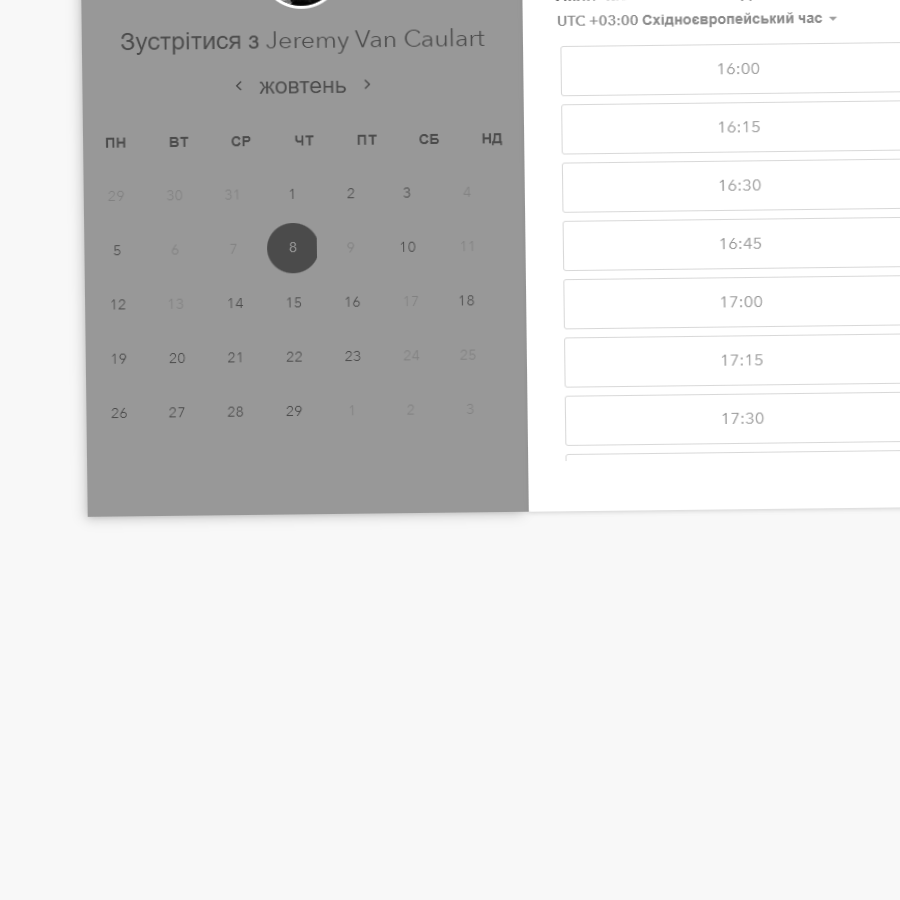 Зустрітися з Jeremy Van Caulart
жовтень
ПН ВТ СР ЧТ ПТ СБ НД
29 30 31 1 2 3 4
5 6 7 8 9 10 11
12 13 14 15 16 17 18
19 20 21 22 23 24 25
26 27 28 29 1 2 3
UTC +03:00 Східноєвропейський час
16:00
16:15
16:30
16:45
17:00
17:15
17:30